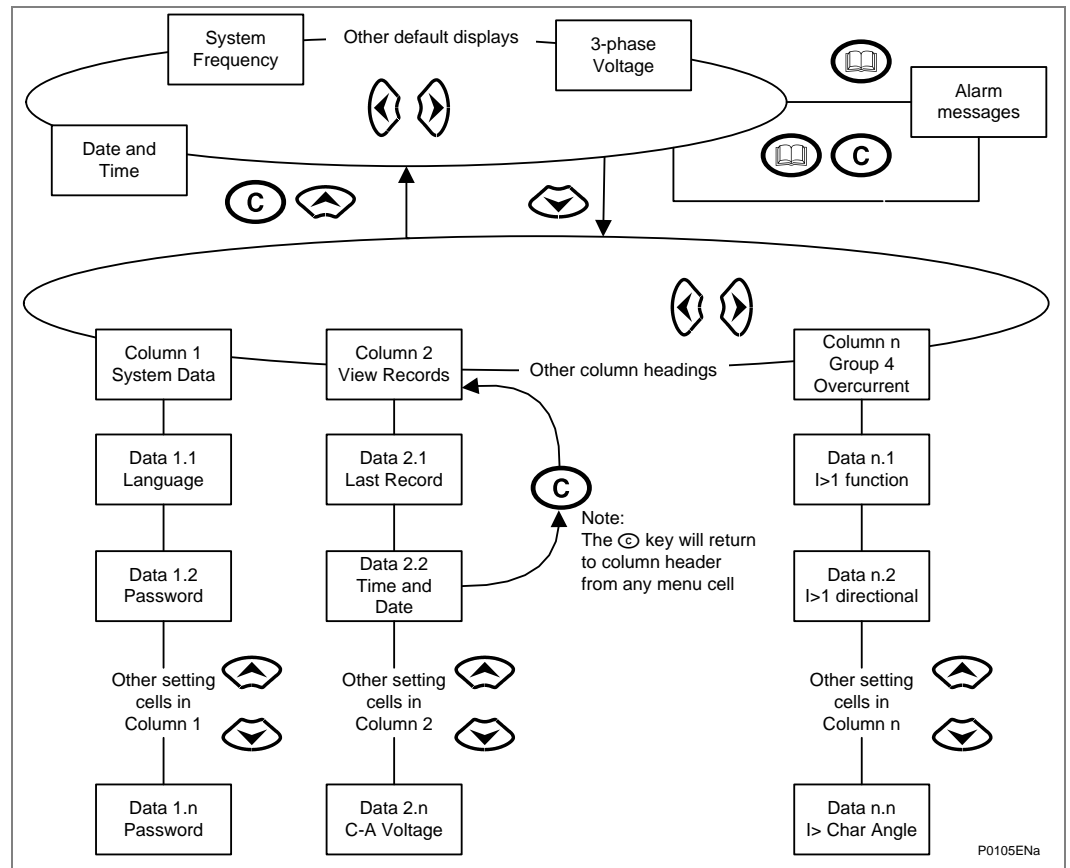 System
Frequency
Other default displays
3-phase
Voltage
Alarm
messages
Date and
Time
C
C
Column 1
System Data
Column 2
View Records
Other column headings
Column n
Group 4
Overcurrent
Data 1.1
Language
Data 2.1
Last Record
C
Data n.1
I>1 function
Note:
The C key will return
to column header
from any menu cell
Data 1.2
Password
Data 2.2
Time and
Date
Data n.2
I>1 directional
Other setting
cells in
Column 1
Other setting
cells in
Column 2
Other setting
cells in
Column n
Data 1.n
Password
Data 2.n
C-A Voltage
Data n.n
I> Char Angle
P0105ENa